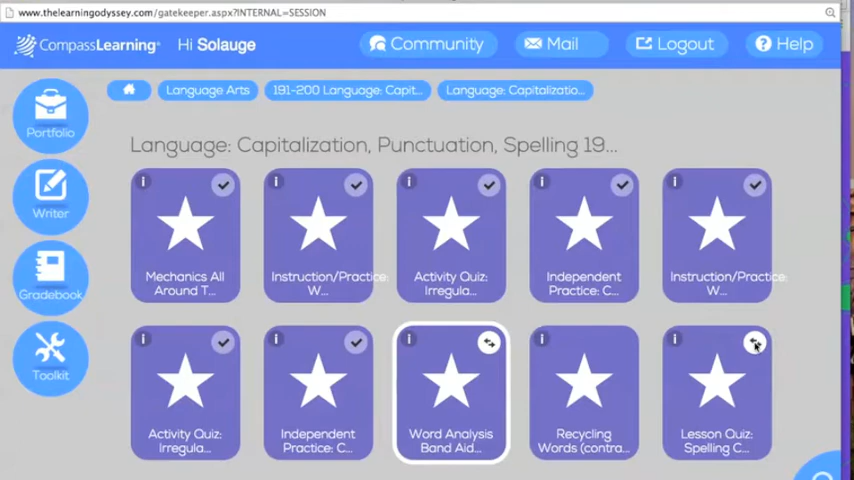 www.thelearningodyssey.com/gatekeeper.aspx?INTERNAL=SESSION
CompassLearning® Hi Solauge
Community
Mail
Logout
? Help
Language Arts
191-200 Language: Capit...
Language: Capitalizatio...
Portfolio
Writer
Gradebook
Toolkit
Language: Capitalization, Punctuation, Spelling 19...
i
Mechanics All
Around T...
i
Instruction/Practice:
W...
i
Activity Quiz:
Irregula...
i
Independent
Practice: C...
i
Instruction/Practice:
W...
i
Activity Quiz:
Irregula...
i
Independent
Practice: C...
i
Word Analysis
Band Aid...
i
Recycling
Words (contra...
i
Lesson Quiz:
Spelling C...